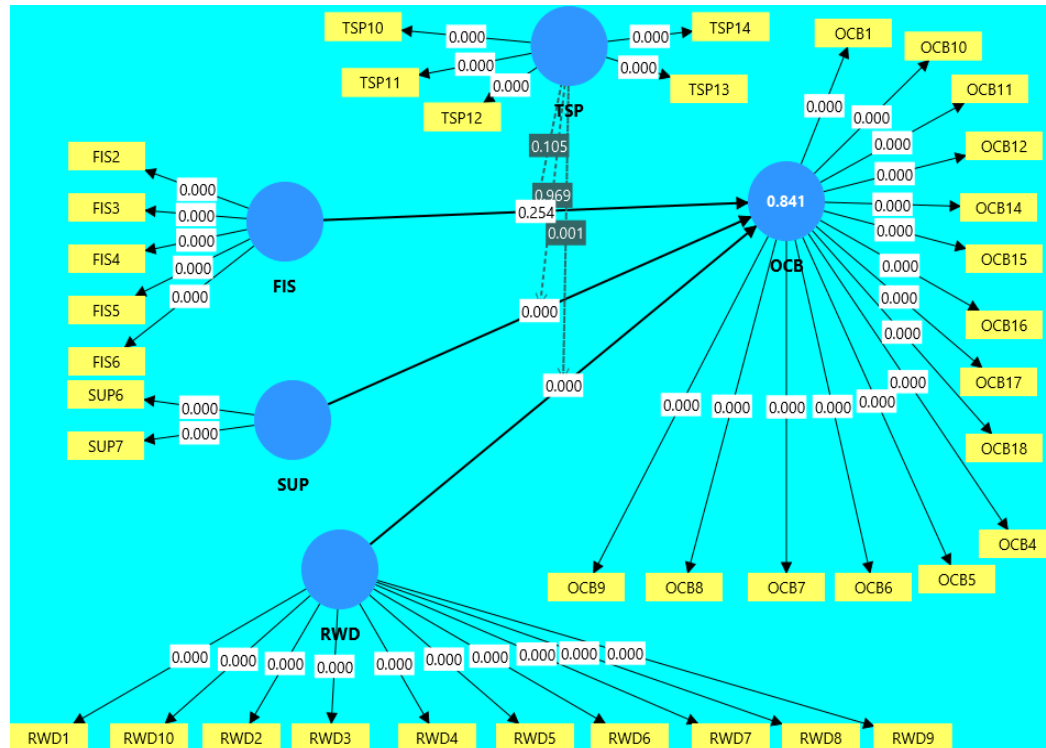 TSP10
0.000
0.000
TSP14
TSP11
0.000
0.000
TSP13
TSP12
0.000
TSP
OCB1
0.000
OCB10
0.000
OCB11
0.000
OCB12
0.000
OCB14
0.000
OCB15
0.000
OCB16
0.000
OCB17
0.000
OCB18
0.000
OCB4
0.000
OCB5
0.000
OCB6
0.000
OCB7
0.000
OCB8
0.000
OCB9
0.000
0.841
OCB
0.105
0.969
0.254
0.001
FIS2
0.000
FIS3
0.000
FIS4
0.000
FIS5
0.000
FIS6
0.000
FIS
0.000
SUP6
0.000
SUP7
0.000
SUP
0.000
RWD
0.000
0.000
0.000
0.000
0.000
0.000
0.000
0.000
0.000
0.000
RWD1
RWD10
RWD2
RWD3
RWD4
RWD5
RWD6
RWD7
RWD8
RWD9